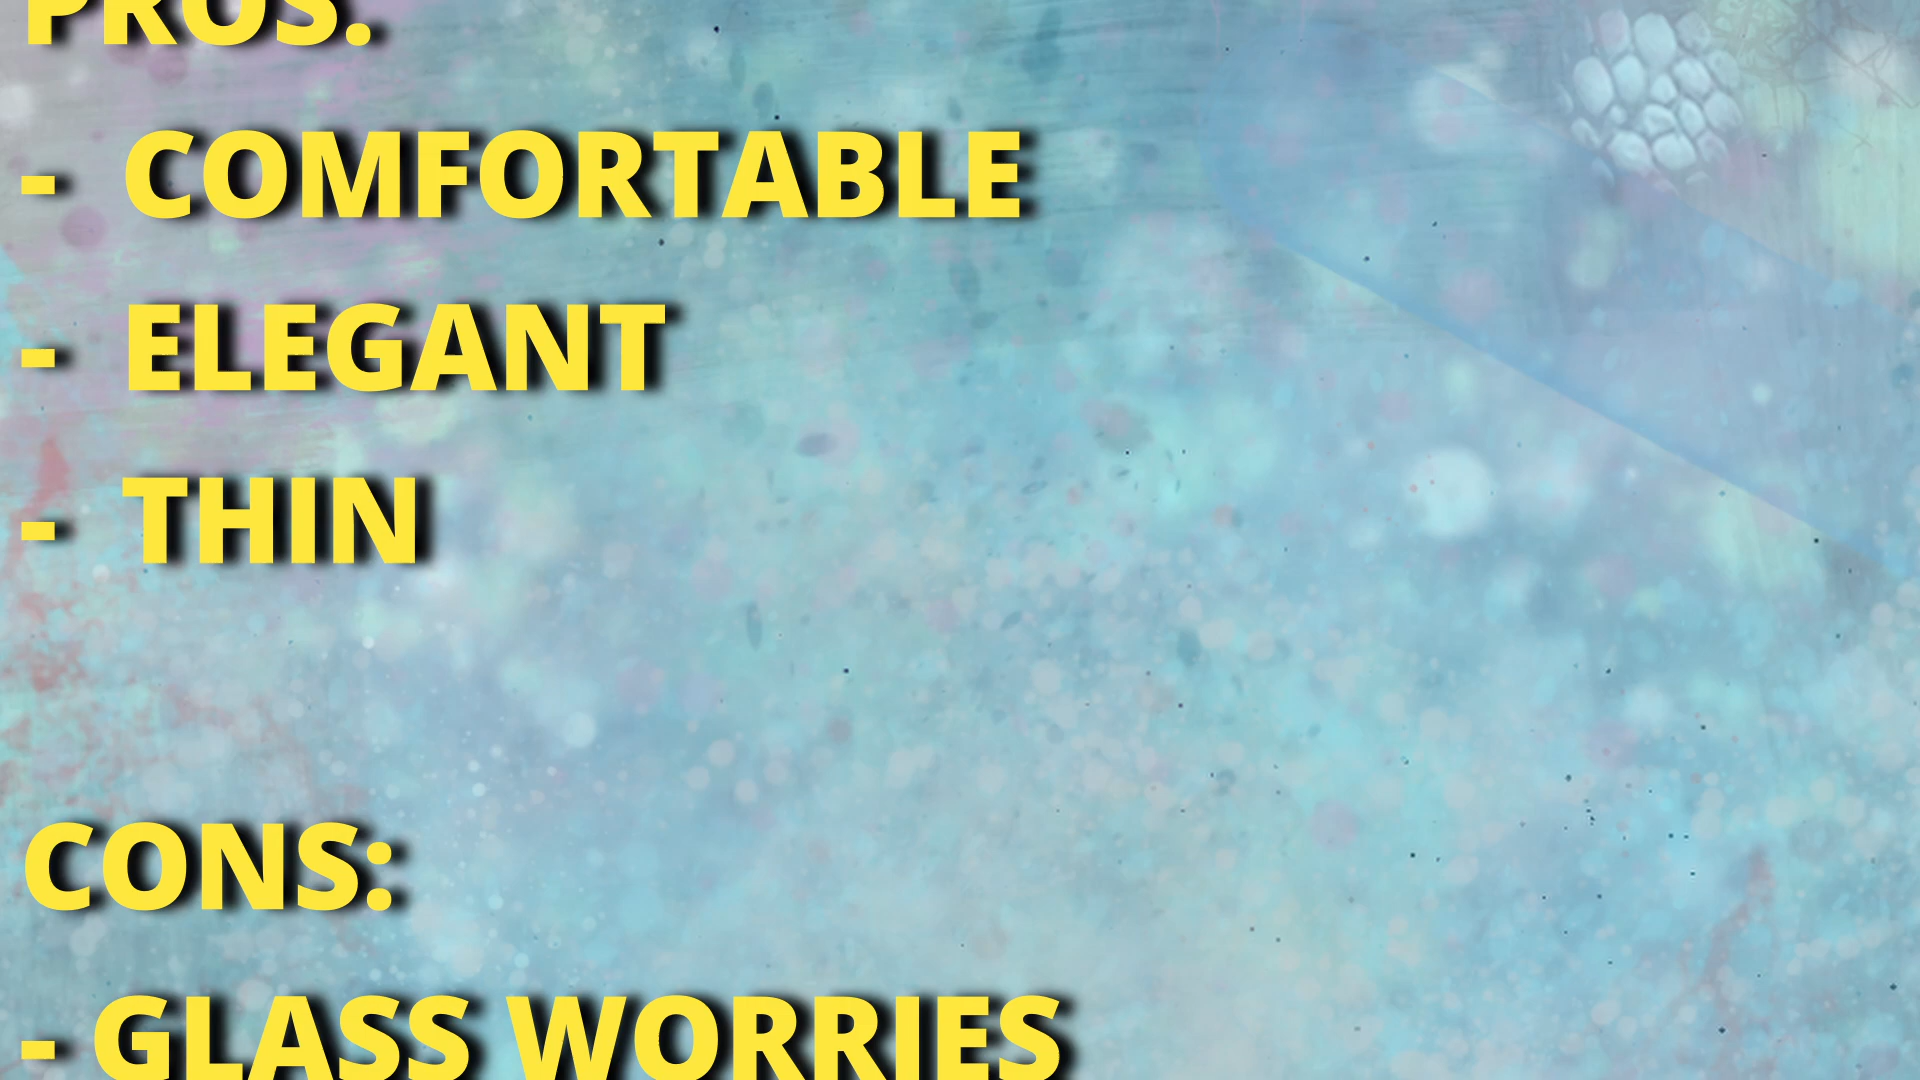 PROS:
- COMFORTABLE
- ELEGANT
- THIN
CONS:
- GLASS WORRIES